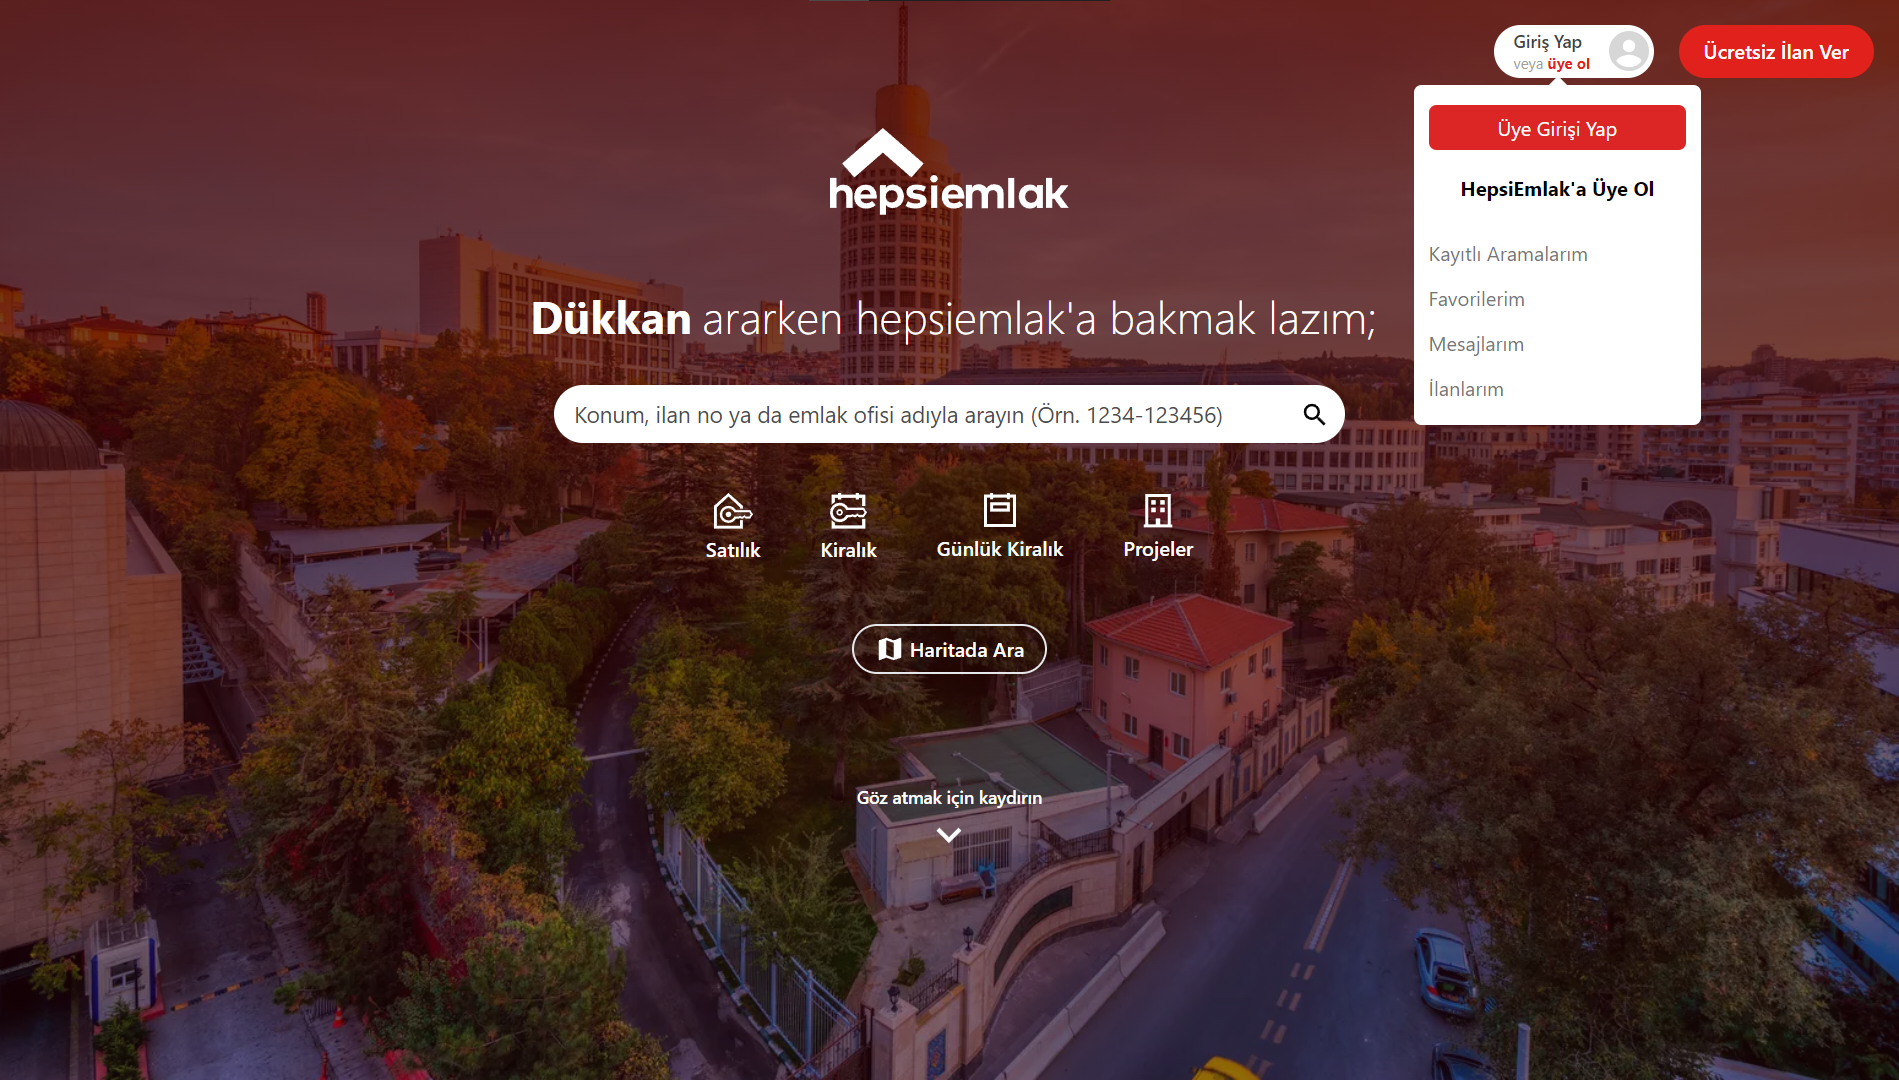 Giriş Yap
veya üye ol
Ücretsiz İlan Ver
Üye Girişi Yap
HepsiEmlak'a Üye Ol
Kayıtlı Aramalarım
Favorilerim
Mesajlarım
İlanlarım
hepsiemlak
Dükkan ararken hepsiemlak'a bakmak lazım;
Konum, ilan no ya da emlak ofisi adıyla arayın (Örn. 1234-123456)
Satılık
Kiralık
Günlük Kiralık
Projeler
Haritada Ara
Göz atmak için kaydırın